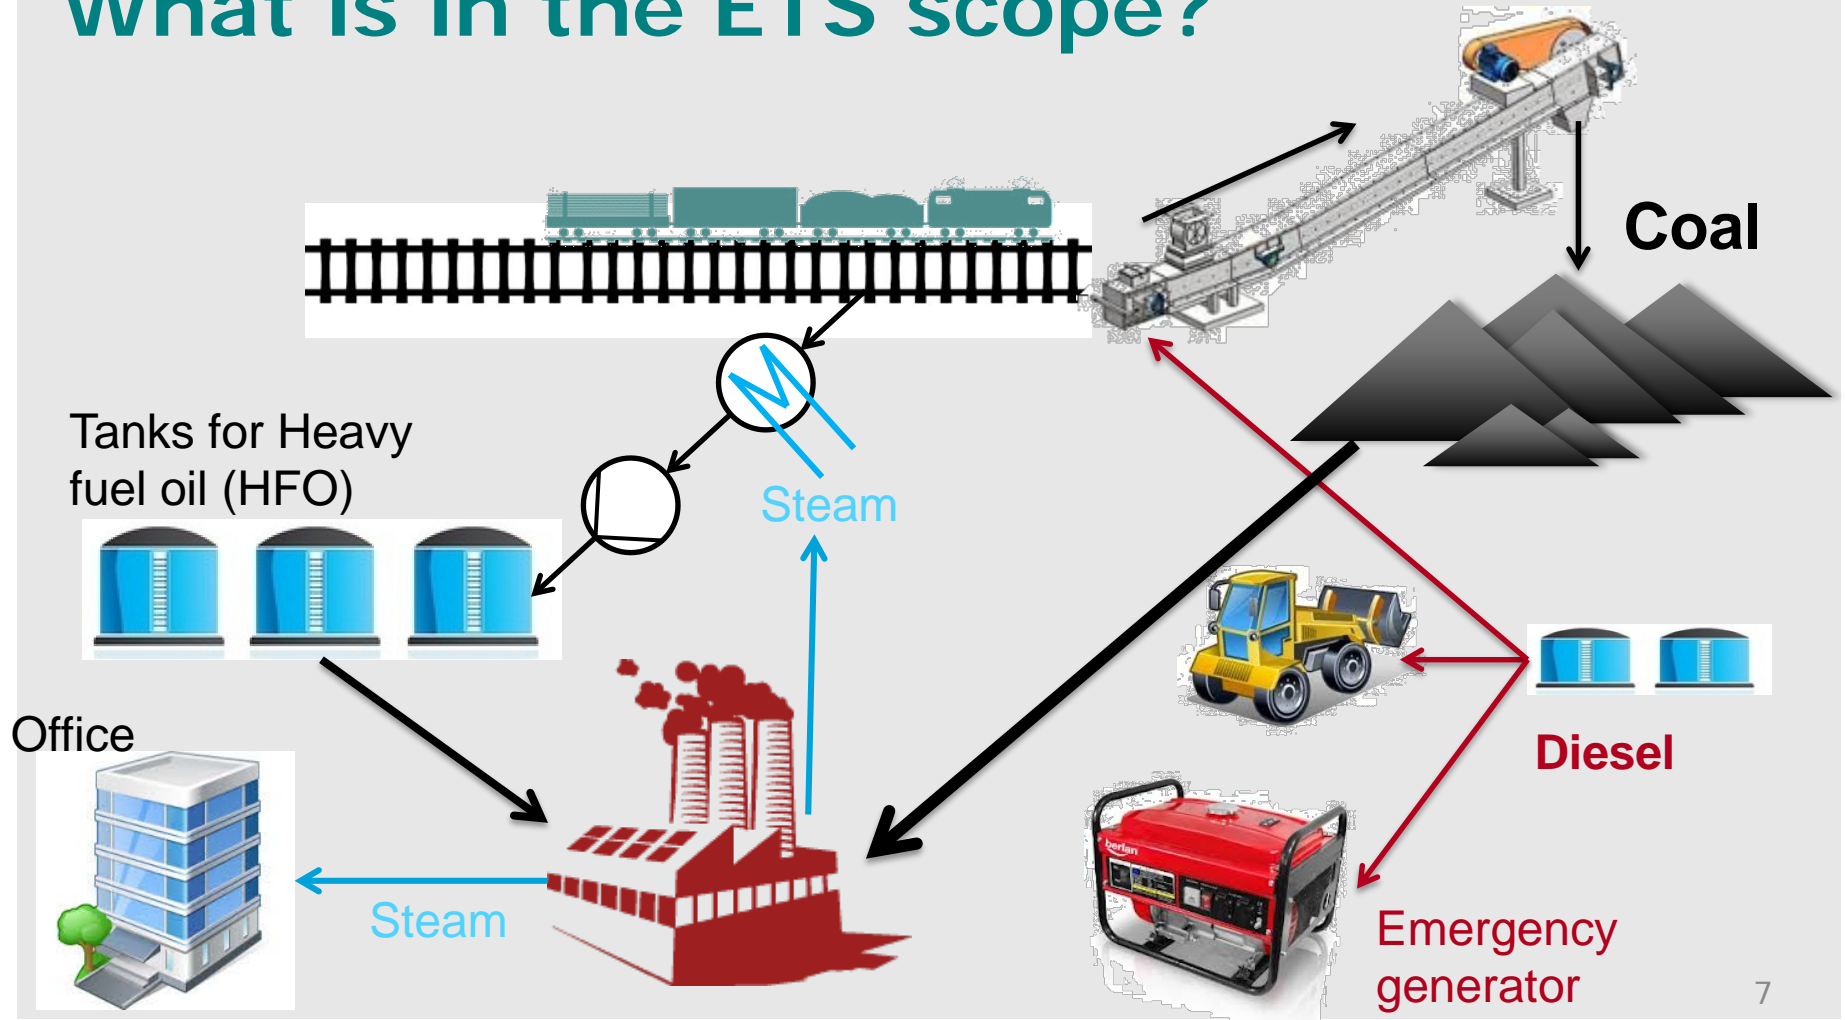 What is in the ETS scope?
Coal
Tanks for Heavy
fuel oil (HFO)
Steam
Office
Diesel
berlan
Steam
Emergency
generator
7